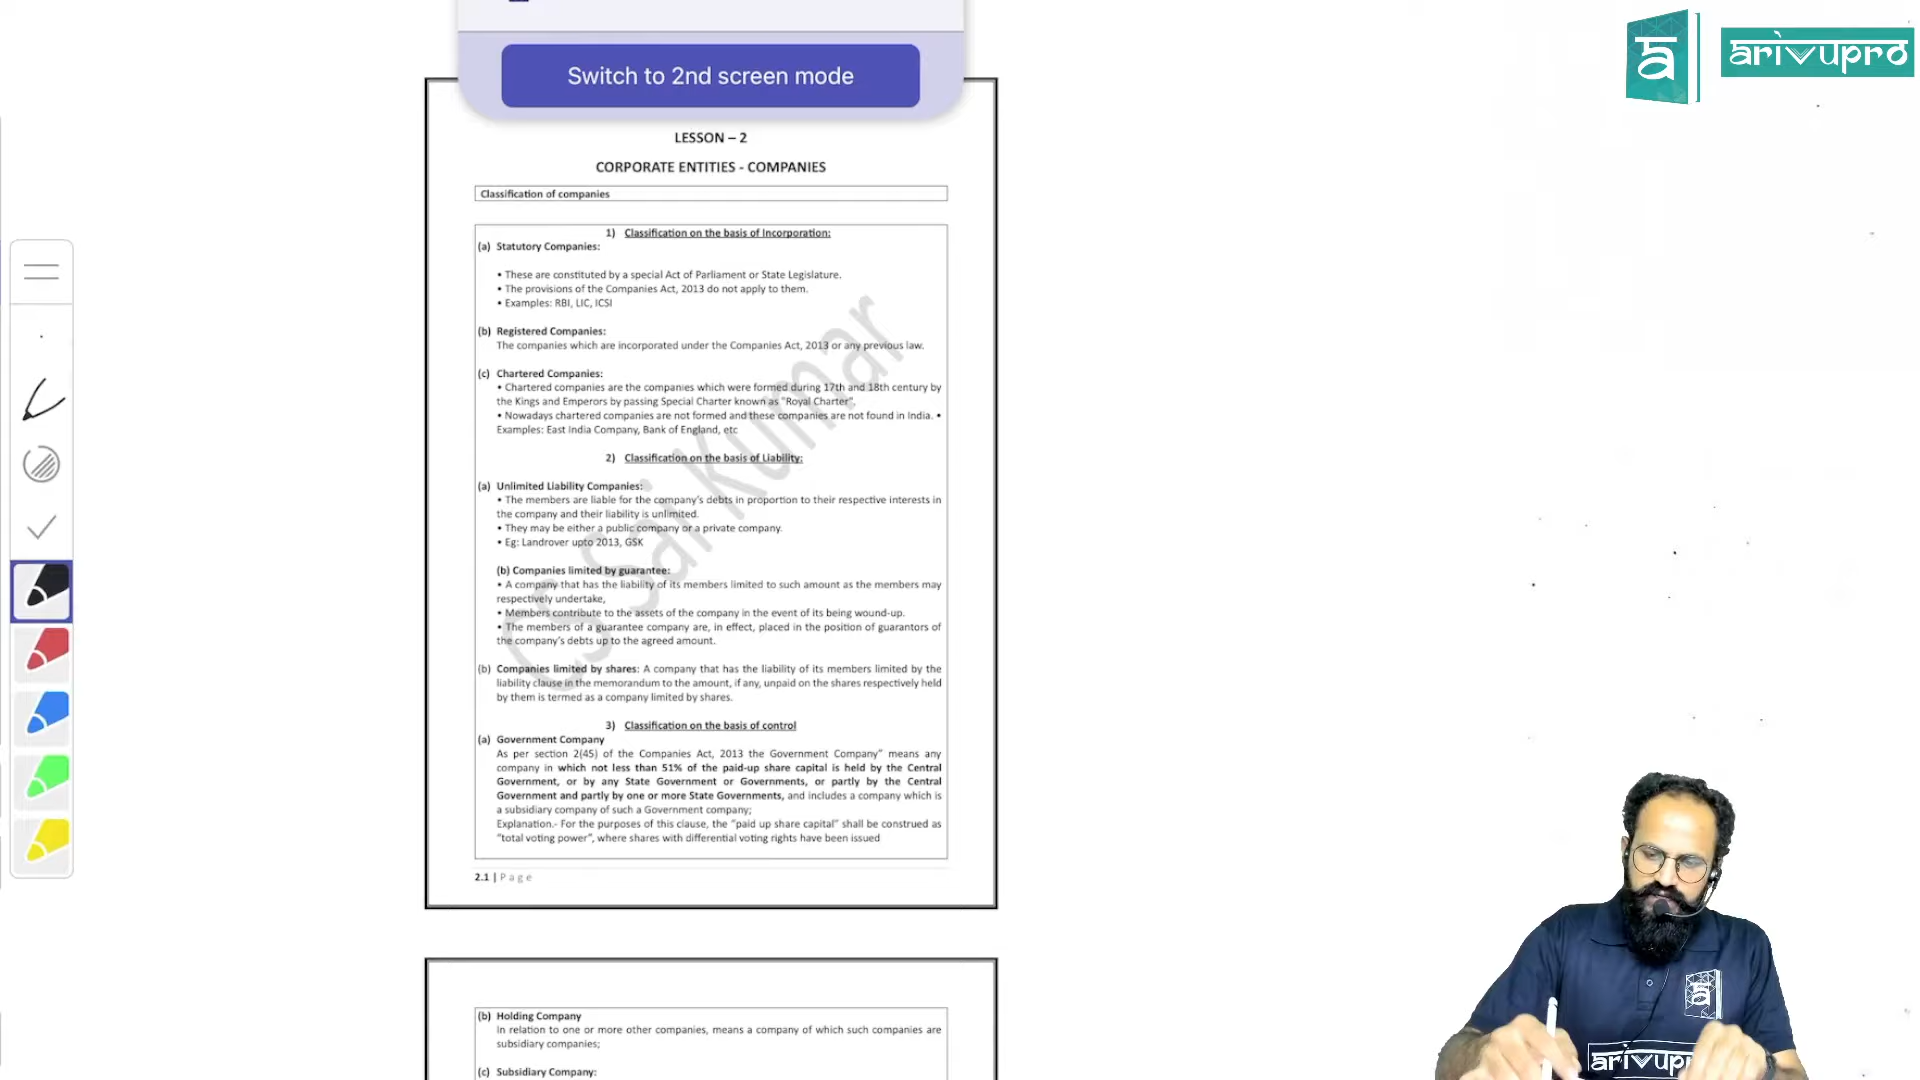 Switch to 2nd screen mode
arivupro
LESSON – 2
CORPORATE ENTITIES - COMPANIES
Classification of companies
1) Classification on the basis of Incorporation:
(a) Statutory Companies:
• These are constituted by a special Act of Parliament or State Legislature.
• The provisions of the Companies Act, 2013 do not apply to them.
• Examples: RBI, LIC, ICSI
(b) Registered Companies:
The companies which are incorporated under the Companies Act, 2013 or any previous law.
(c) Chartered Companies:
• Chartered companies are the companies which were formed during 17th and 18th century by
the Kings and Emperors by passing Special Charter known as "Royal Charter".
• Nowadays chartered companies are not formed and these companies are not found in India. •
Examples: East India Company, Bank of England, etc
2) Classification on the basis of Liability:
(a) Unlimited Liability Companies:
• The members are liable for the company's debts in proportion to their respective interests in
the company and their liability is unlimited.
• They may be either a public company or a private company.
• Eg: Landrover upto 2013, GSK
(b) Companies limited by guarantee:
• A company that has the liability of its members limited to such amount as the members may
respectively undertake,
• Members contribute to the assets of the company in the event of its being wound-up.
• The members of a guarantee company are, in effect, placed in the position of guarantors of
the company's debts up to the agreed amount.
(b) Companies limited by shares: A company that has the liability of its members limited by the
liability clause in the memorandum to the amount, if any, unpaid on the shares respectively held
by them is termed as a company limited by shares.
3) Classification on the basis of control
(a) Government Company
As per section 2(45) of the Companies Act, 2013 the Government Company" means any
company in which not less than 51% of the paid-up share capital is held by the Central
Government, or by any State Government or Governments, or partly by the Central
Government and partly by one or more State Governments, and includes a company which is
a subsidiary company of such a Government company;
Explanation.- For the purposes of this clause, the "paid up share capital" shall be construed as
"total voting power", where shares with differential voting rights have been issued
CS Sai Kumar
2.1 | Page
(b) Holding Company
In relation to one or more other companies, means a company of which such companies are
subsidiary companies;
(c) Subsidiary Company:
arivupr